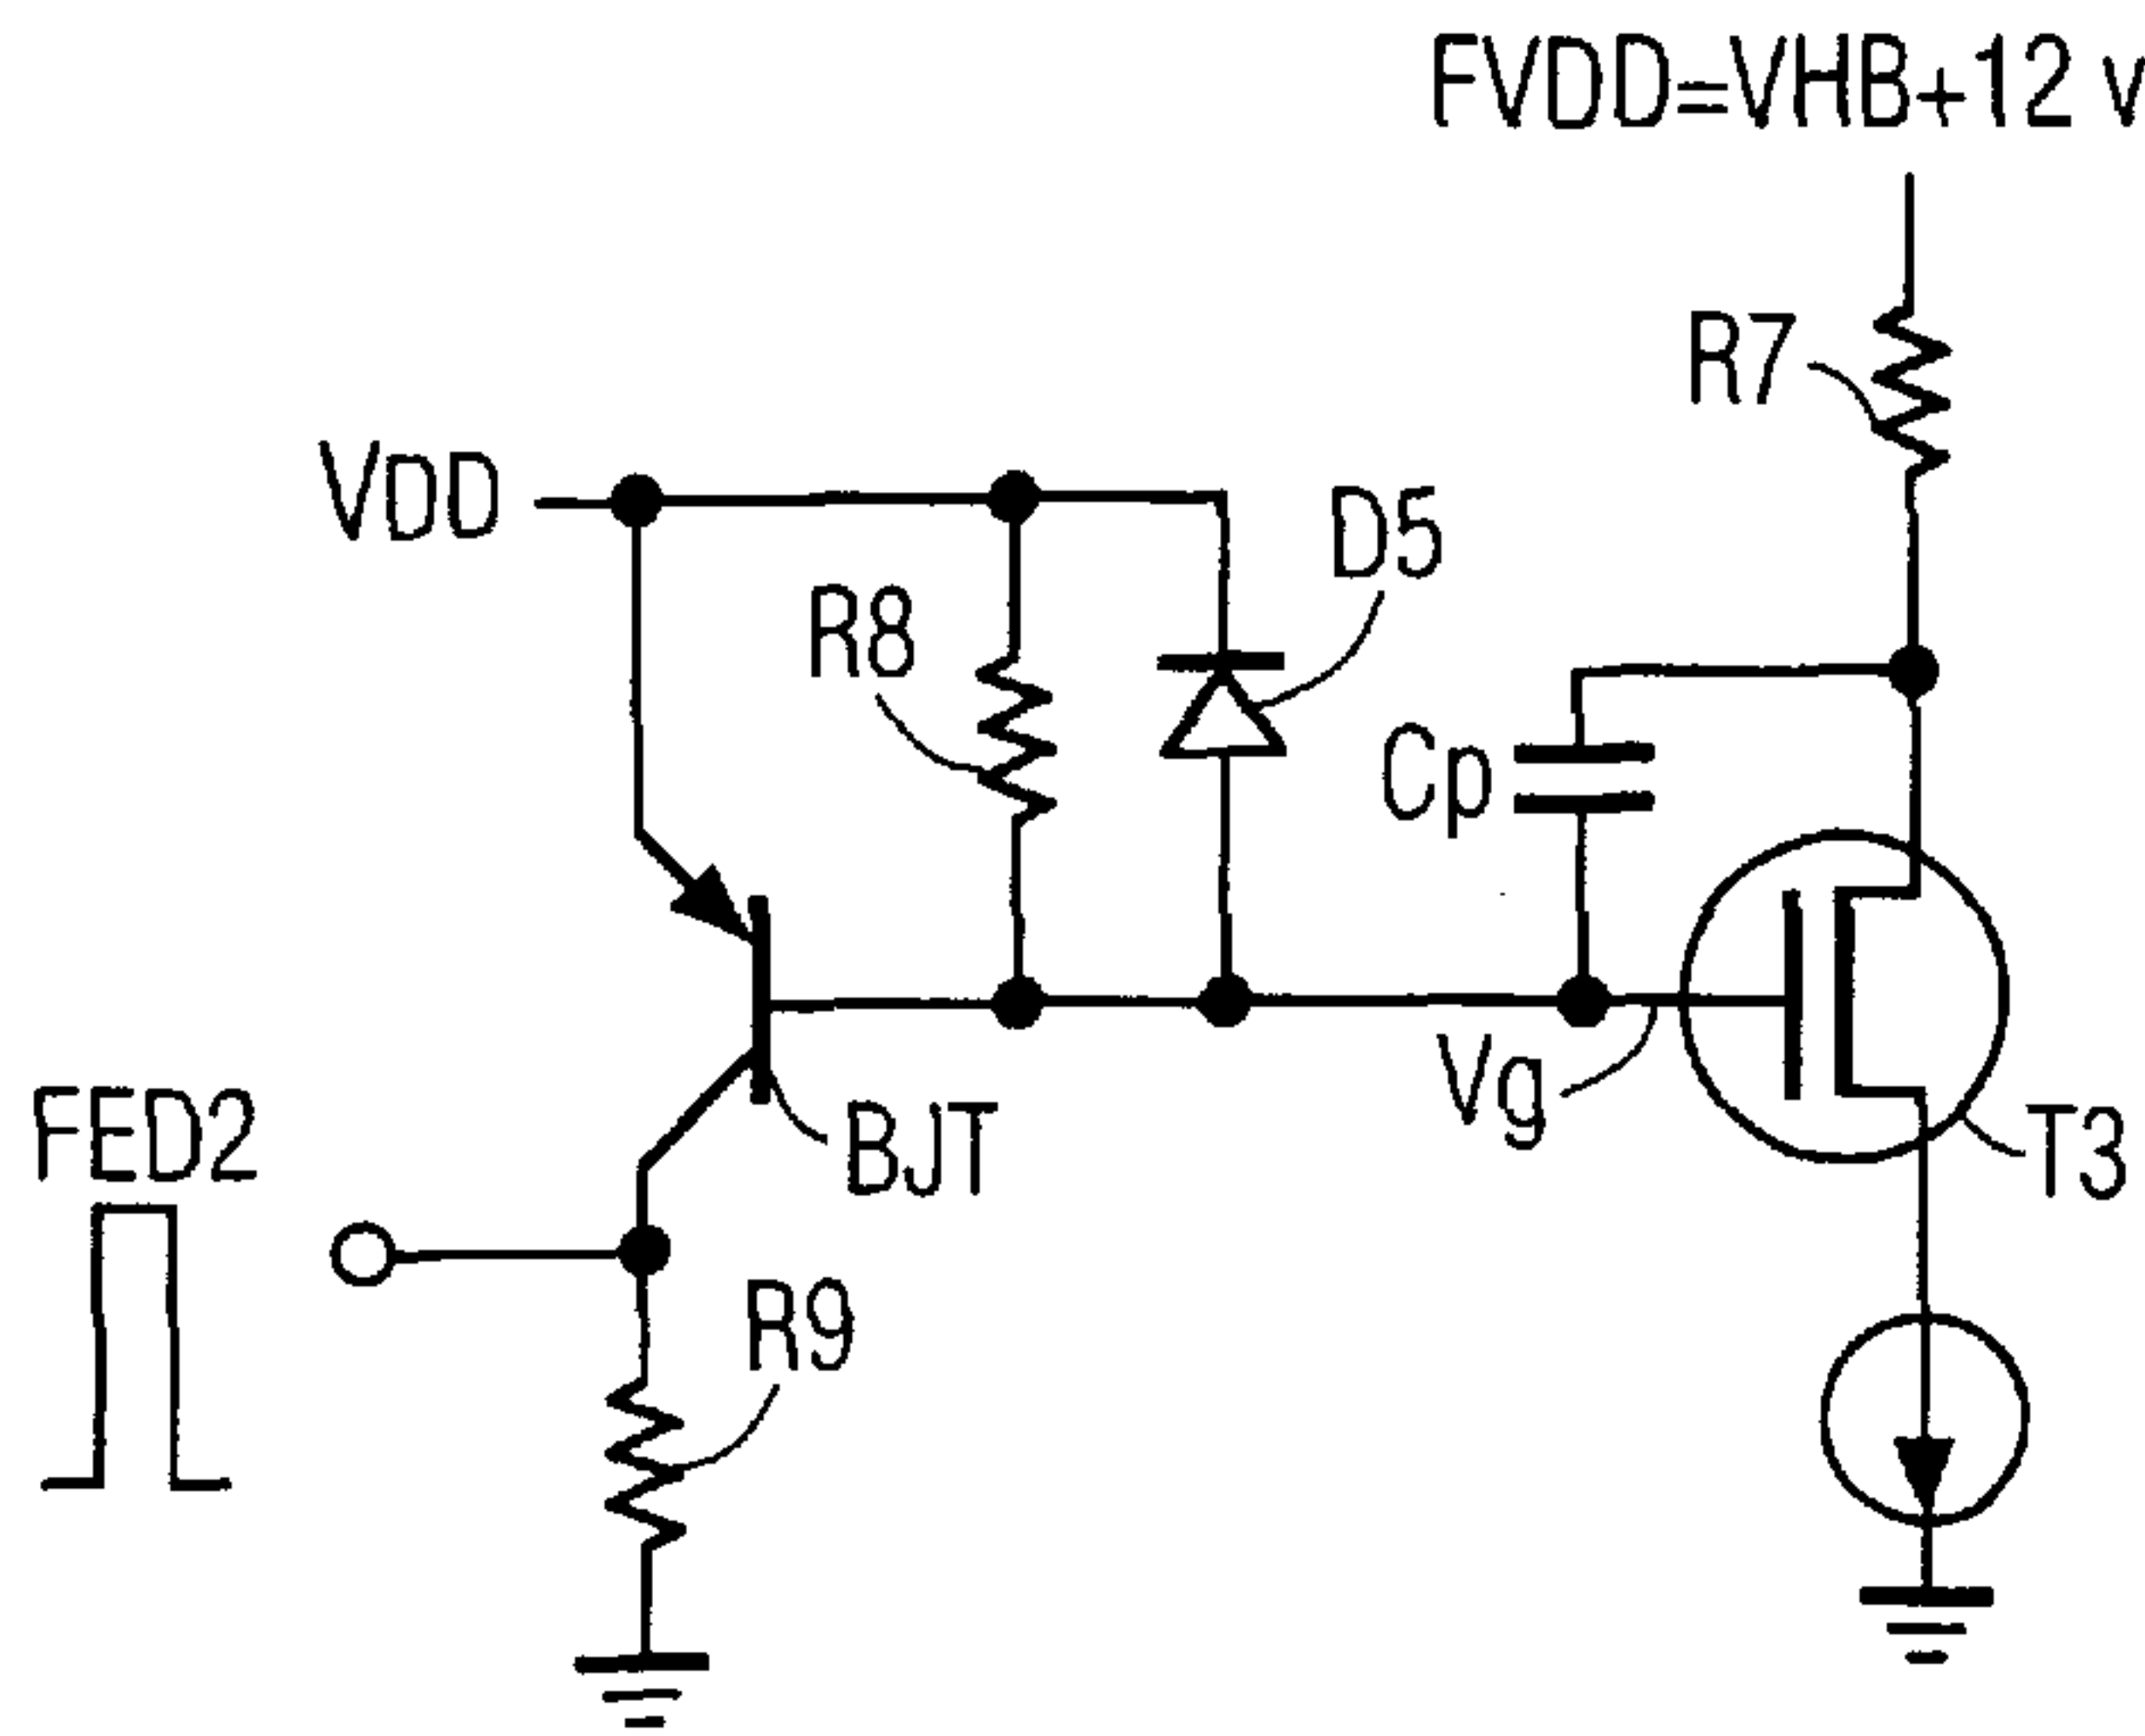 FVDD=VHB+12 v
R7
VDD
D5
R8
Cp
Vg
FED2
BJT
T3
R9